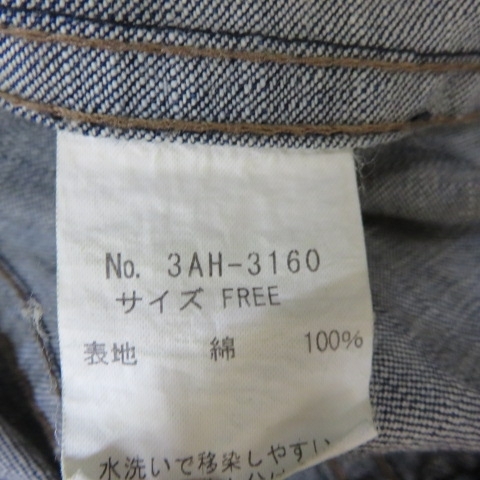 No. 3AH-3160
サイズ FREE
表地 綿 100%
水洗いで移染しやすい